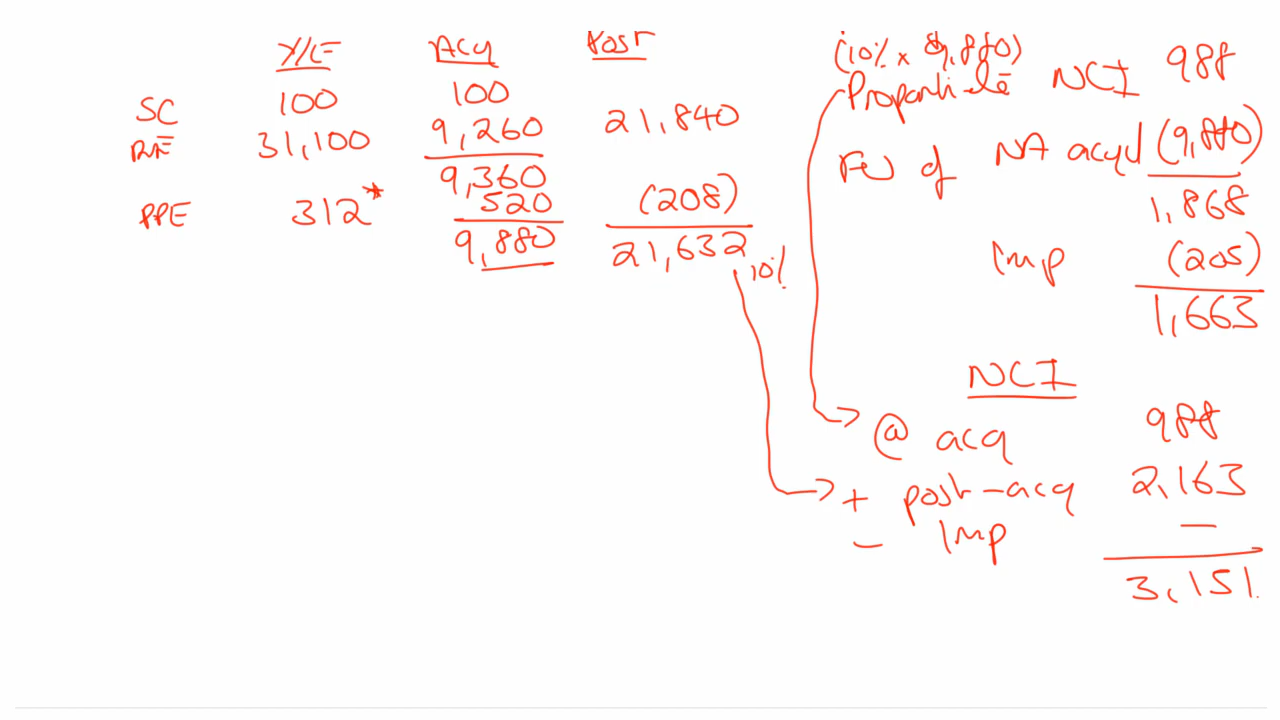 Y/E Acq Post
SC 100 100
RE 31,100 9,260 21,840
9,360
PPE 312* 520 (208)
9,880 21,632
10%
(10% x 9,880)
Proportionate NCI 988
FV of NA acqd (9,880)
1,868
Imp (205)
1,663
NCI
@ acq 988
+ post-acq 2,163
- Imp —
3,151